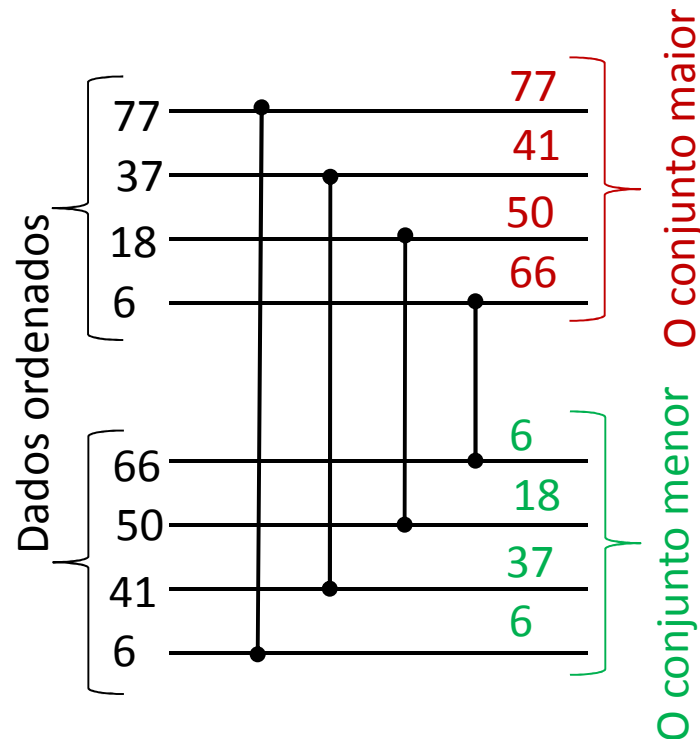 Dados ordenados
77 77
37 41
18 50
6 66
O conjunto maior
66 6
50 18
41 37
6 6
O conjunto menor